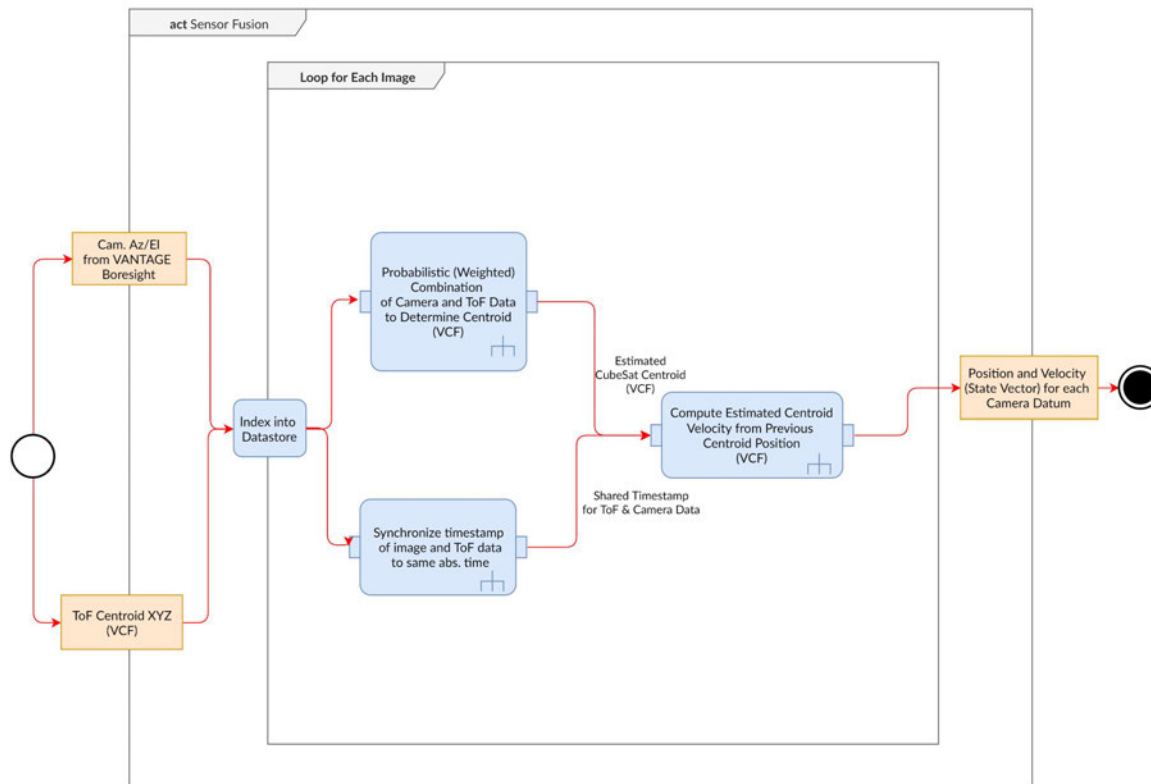 act Sensor Fusion
Loop for Each Image
Cam. Az/El
from VANTAGE
Boresight
Probabilistic (Weighted)
Combination
of Camera and ToF Data
to Determine Centroid
(VCF)
Estimated
CubeSat Centroid
(VCF)
Position and Velocity
(State Vector) for each
Camera Datum
Index into
Datastore
Compute Estimated Centroid
Velocity from Previous
Centroid Position
(VCF)
Shared Timestamp
for ToF & Camera Data
Synchronize timestamp
of image and ToF data
to same abs. time
ToF Centroid XYZ
(VCF)